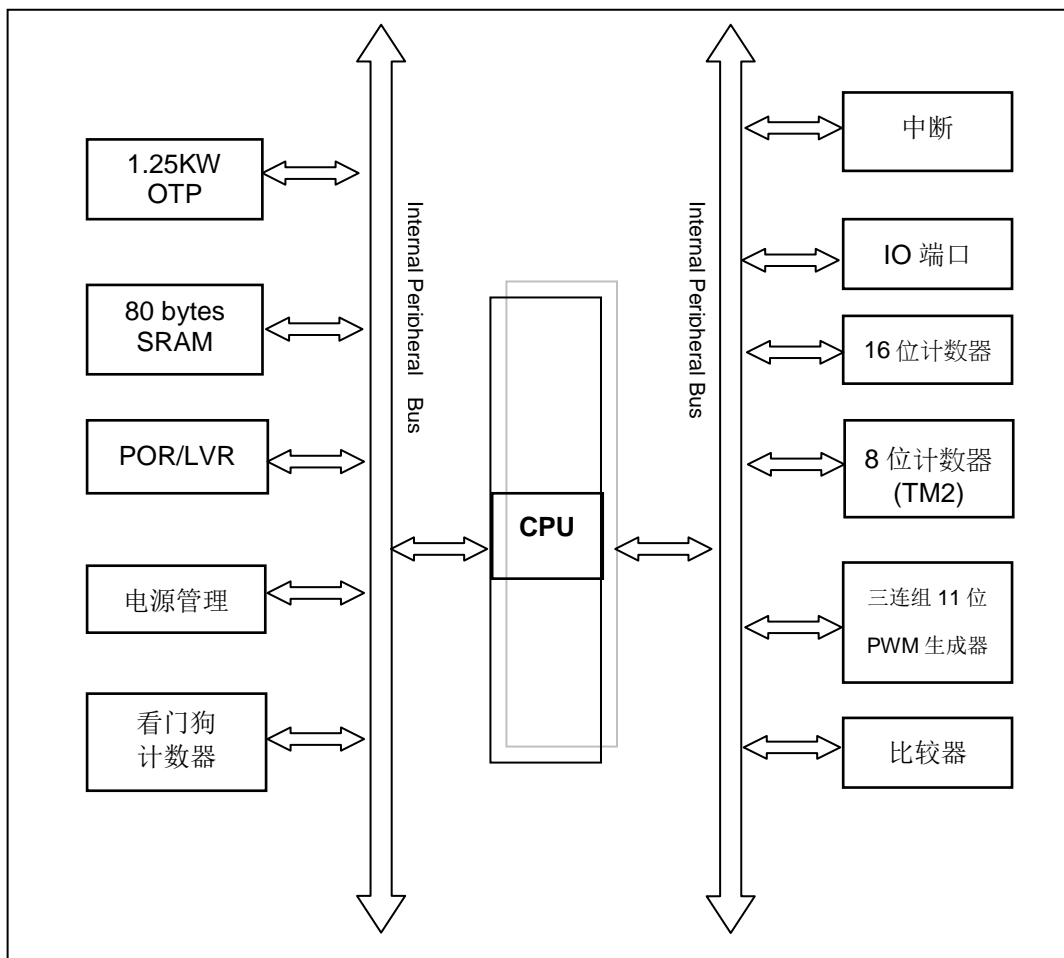 1.25KW
OTP
80 bytes
SRAM
POR/LVR
电源管理
看门狗
计数器
Internal Peripheral Bus
CPU
Internal Peripheral Bus
中断
IO 端口
16 位计数器
8 位计数器
(TM2)
三连组 11 位
PWM 生成器
比较器